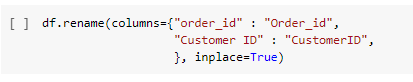 [ ] df.rename(columns={"order_id" : "Order_id",
"Customer ID" : "CustomerID",
}, inplace=True)